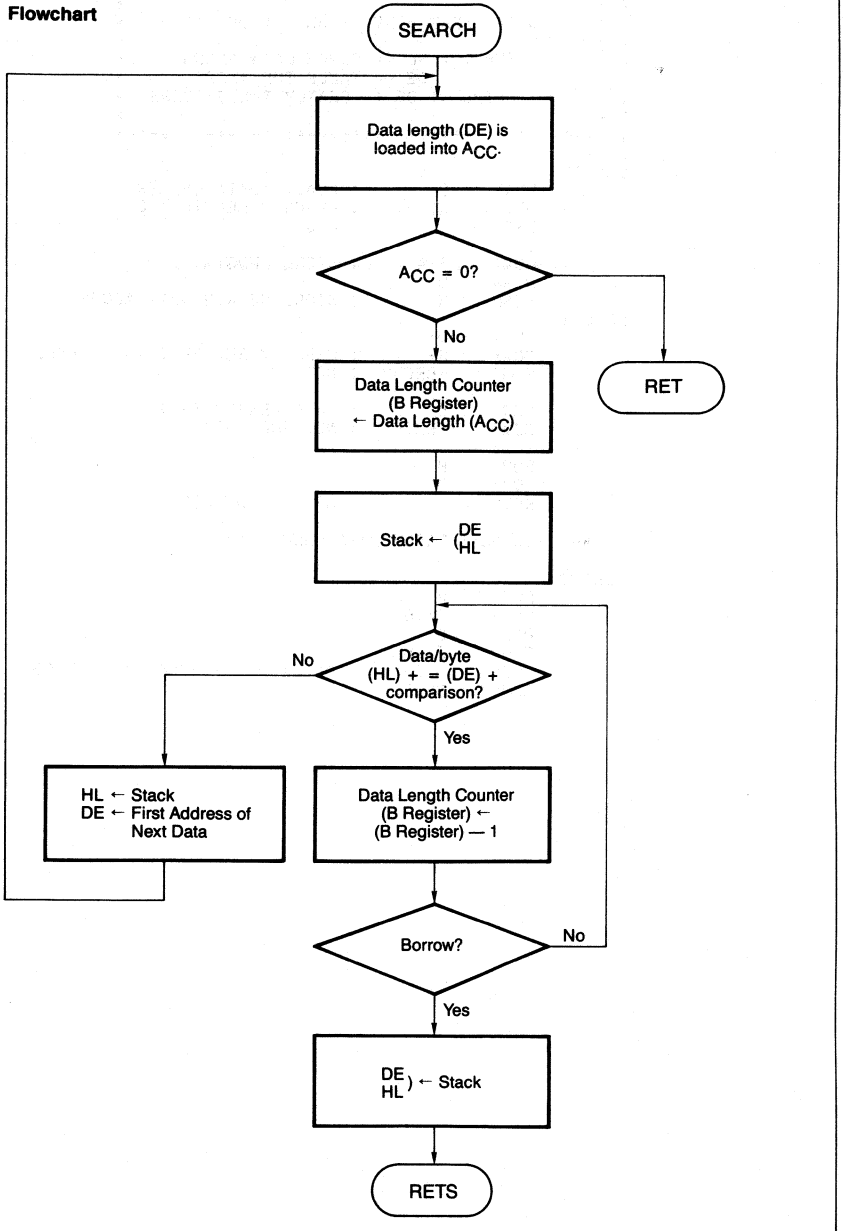 Flowchart
SEARCH
Data length (DE) is
loaded into ACC.
ACC = 0?
No
RET
Data Length Counter
(B Register)
← Data Length (ACC)
Stack ← (DE
HL
Data/byte
(HL) + = (DE) +
comparison?
No
Yes
HL ← Stack
DE ← First Address of
Next Data
Data Length Counter
(B Register) ←
(B Register) — 1
Borrow?
No
Yes
DE
HL) ← Stack
RETS